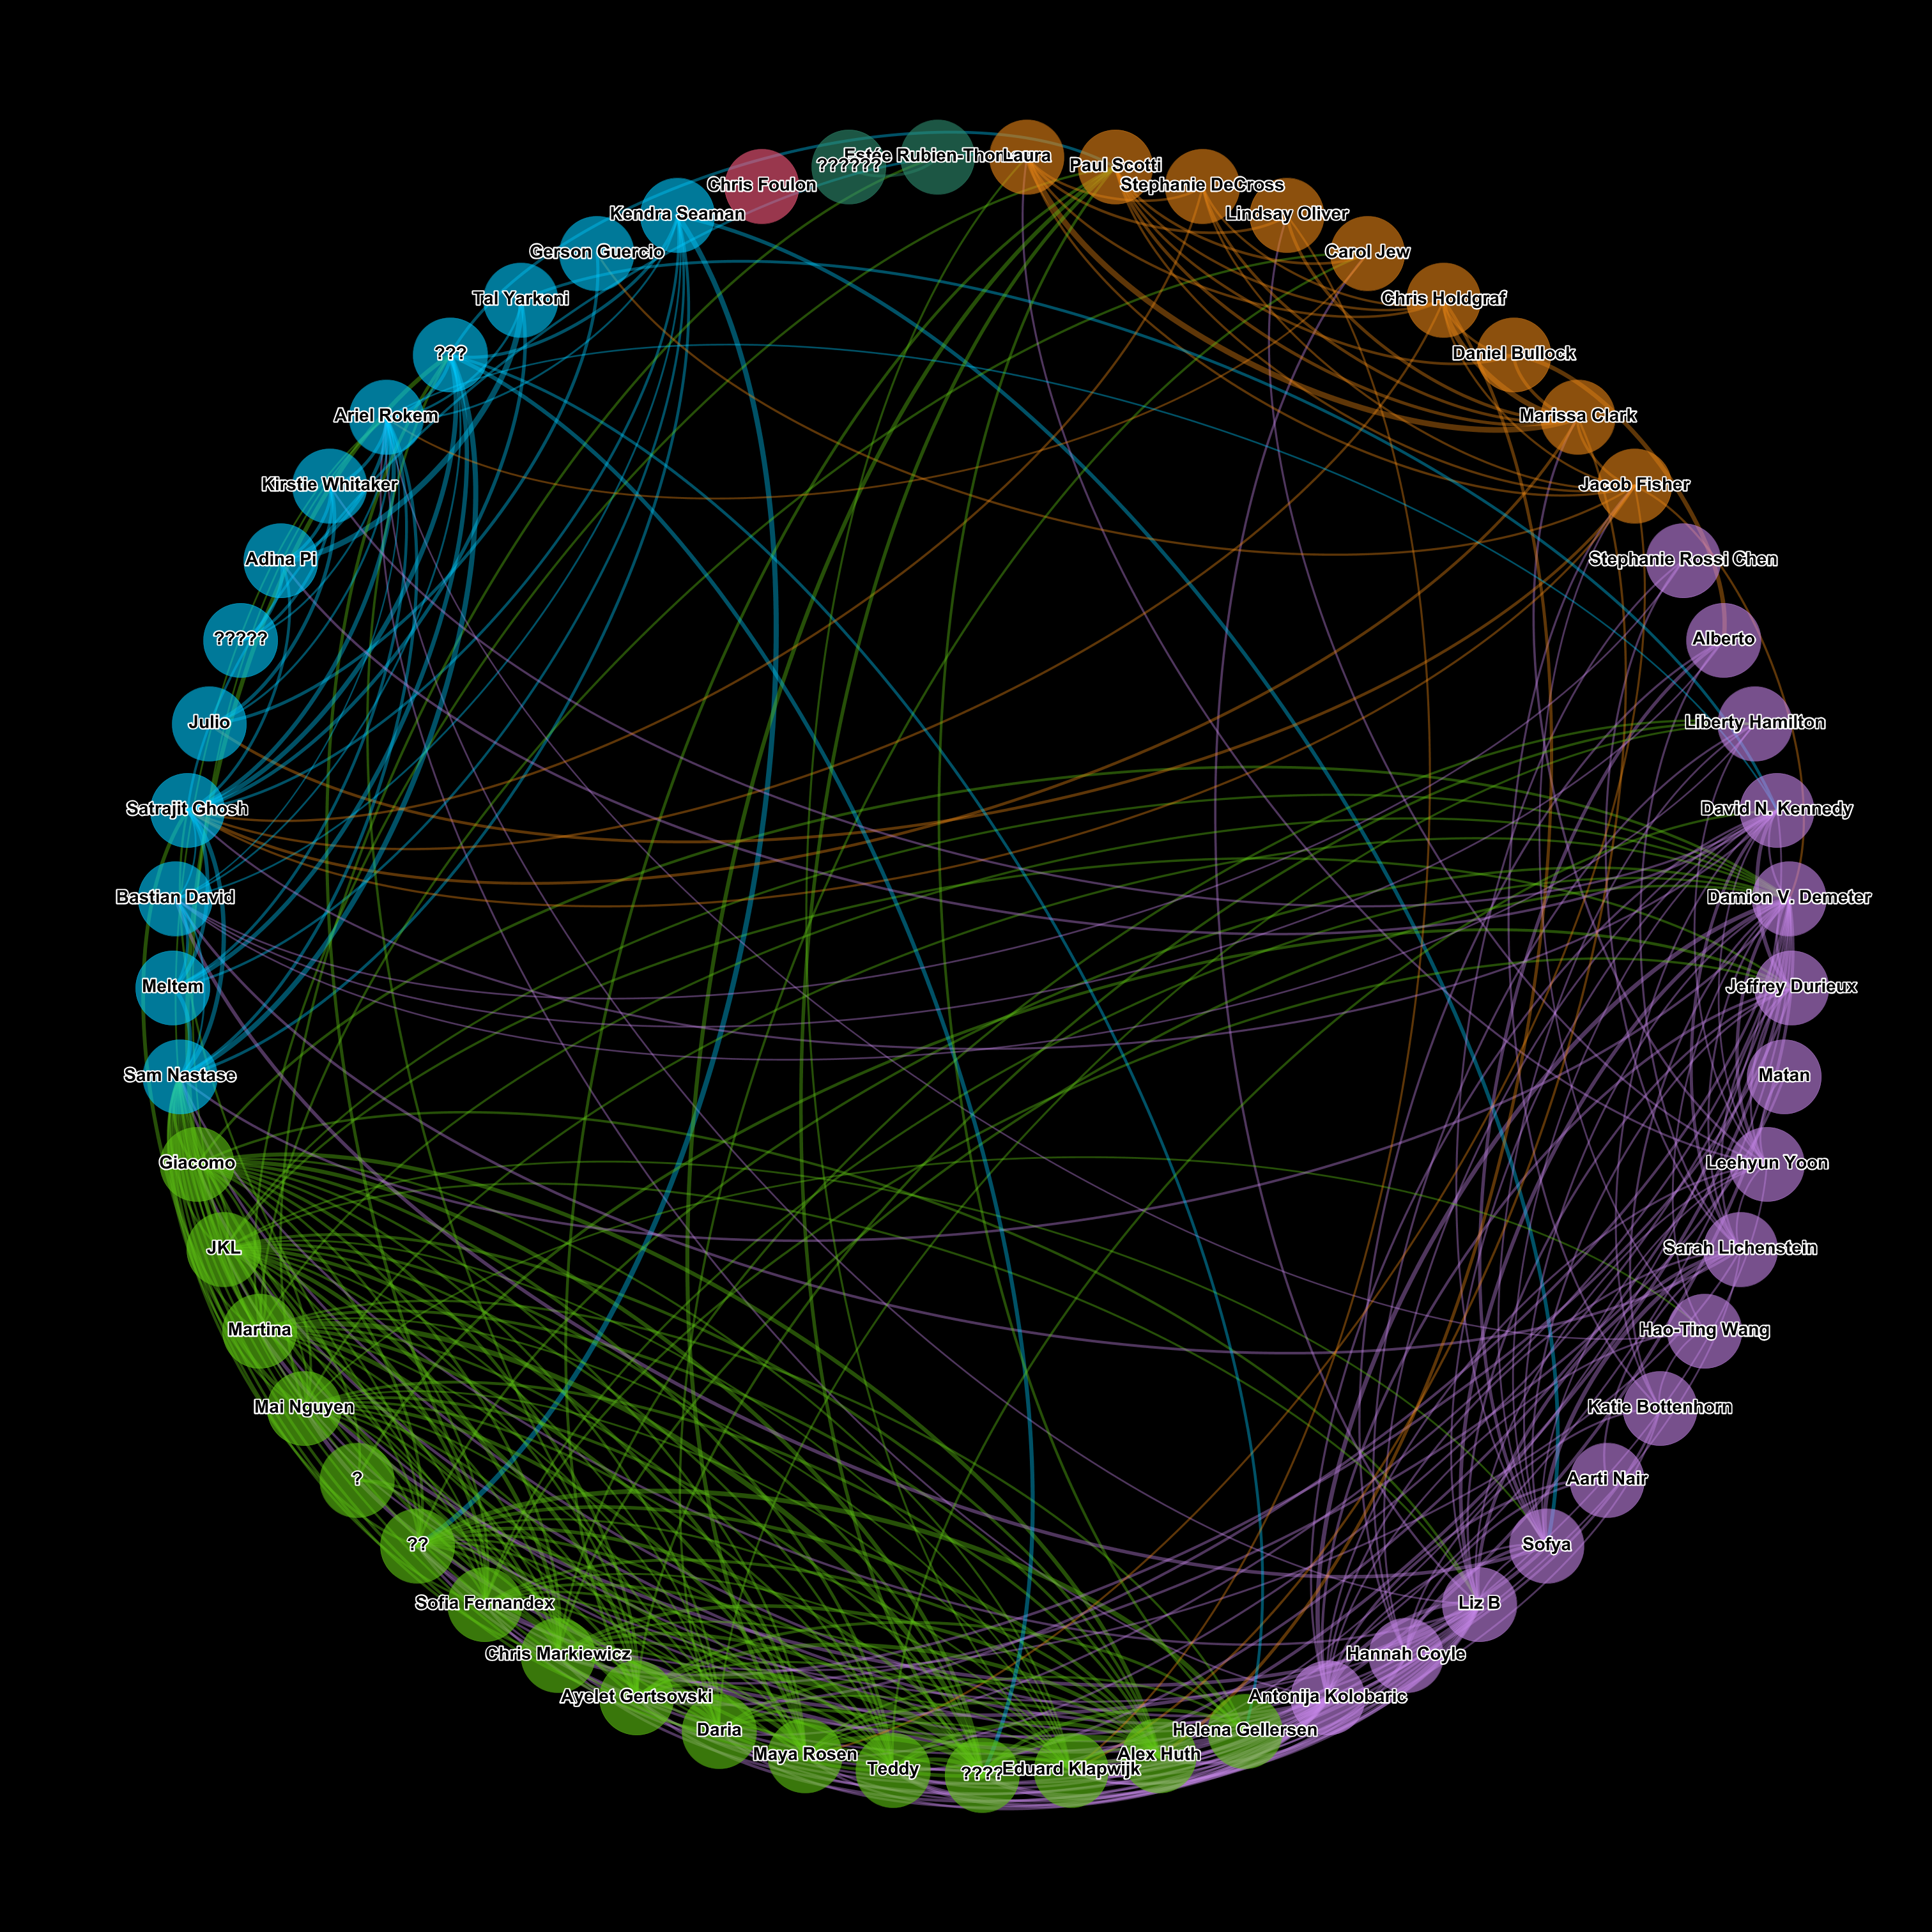 Estée Rubien-Thom
Laura
??????
Paul Scotti
Chris Foulon
Stephanie DeCross
Kendra Seaman
Lindsay Oliver
Gerson Guercio
Carol Jew
Tal Yarkoni
Chris Holdgraf
???
Daniel Bullock
Ariel Rokem
Marissa Clark
Kirstie Whitaker
Jacob Fisher
Adina Pi
Stephanie Rossi Chen
?????
Alberto
Julio
Liberty Hamilton
Satrajit Ghosh
David N. Kennedy
Bastian David
Damion V. Demeter
Meltem
Jeffrey Durieux
Sam Nastase
Matan
Giacomo
Leehyun Yoon
JKL
Sarah Lichenstein
Martina
Hao-Ting Wang
Mai Nguyen
Katie Bottenhorn
?
Aarti Nair
??
Sofya
Sofia Fernandex
Liz B
Chris Markiewicz
Hannah Coyle
Ayelet Gertsovski
Antonija Kolobaric
Daria
Helena Gellersen
Maya Rosen
Alex Huth
Teddy
????
Eduard Klapwijk